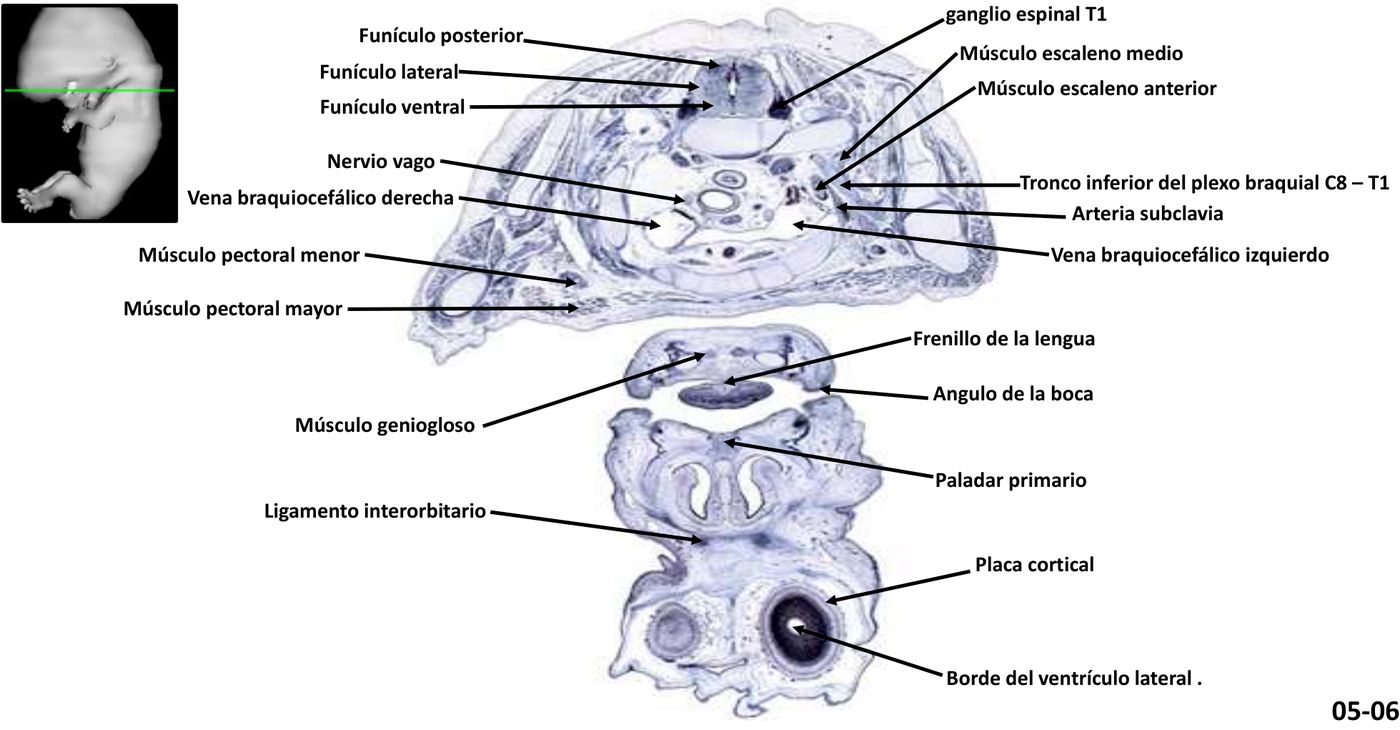 ganglio espinal T1
Funículo posterior
Músculo escaleno medio
Funículo lateral
Músculo escaleno anterior
Funículo ventral
Nervio vago
Tronco inferior del plexo braquial C8 – T1
Vena braquiocefálico derecha
Arteria subclavia
Músculo pectoral menor
Vena braquiocefálico izquierdo
Músculo pectoral mayor
Frenillo de la lengua
Angulo de la boca
Músculo geniogloso
Paladar primario
Ligamento interorbitario
Placa cortical
Borde del ventrículo lateral .
05-06